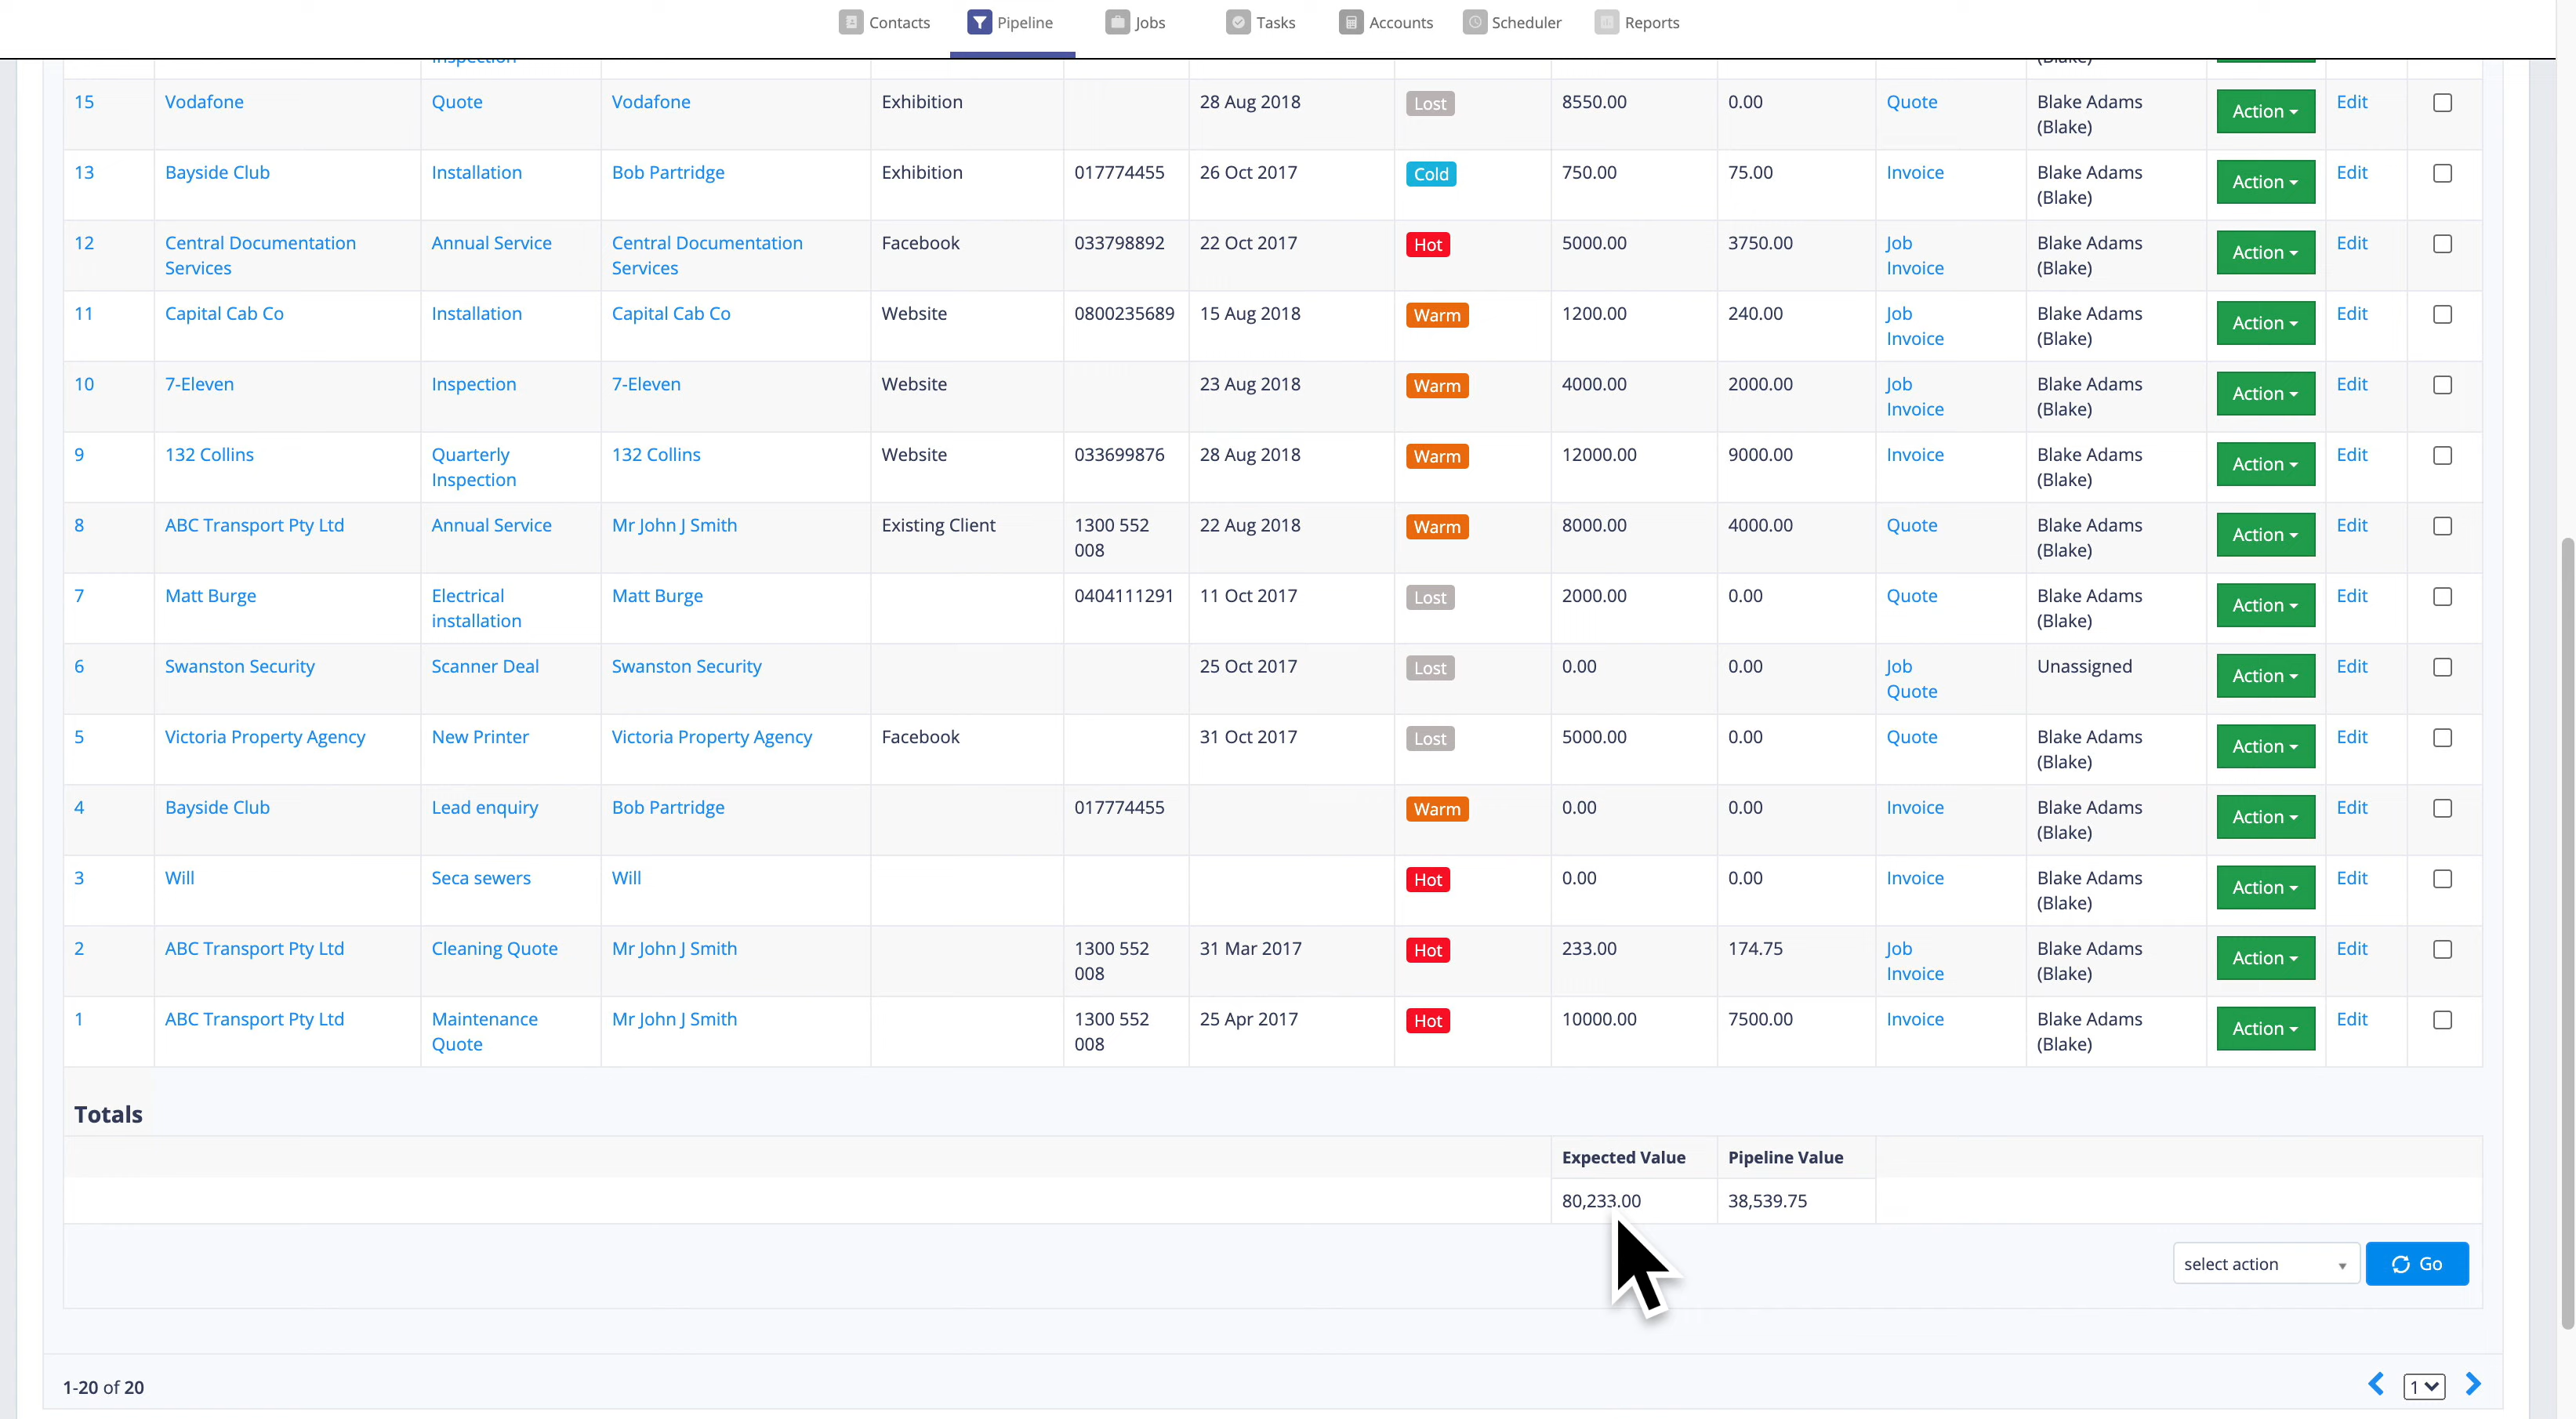 Contacts Pipeline Jobs Tasks Accounts Scheduler Reports
Inspection (Blake)
15 Vodafone Quote Vodafone Exhibition 28 Aug 2018 Lost 8550.00 0.00 Quote Blake Adams Action Edit
(Blake)
13 Bayside Club Installation Bob Partridge Exhibition 017774455 26 Oct 2017 Cold 750.00 75.00 Invoice Blake Adams Action Edit
(Blake)
12 Central Documentation Annual Service Central Documentation Facebook 033798892 22 Oct 2017 Hot 5000.00 3750.00 Job Blake Adams Action Edit
Services Services Invoice (Blake)
11 Capital Cab Co Installation Capital Cab Co Website 0800235689 15 Aug 2018 Warm 1200.00 240.00 Job Blake Adams Action Edit
Invoice (Blake)
10 7-Eleven Inspection 7-Eleven Website 23 Aug 2018 Warm 4000.00 2000.00 Job Blake Adams Action Edit
Invoice (Blake)
9 132 Collins Quarterly 132 Collins Website 033699876 28 Aug 2018 Warm 12000.00 9000.00 Invoice Blake Adams Action Edit
Inspection (Blake)
8 ABC Transport Pty Ltd Annual Service Mr John J Smith Existing Client 1300 552 22 Aug 2018 Warm 8000.00 4000.00 Quote Blake Adams Action Edit
008 (Blake)
7 Matt Burge Electrical Matt Burge 0404111291 11 Oct 2017 Lost 2000.00 0.00 Quote Blake Adams Action Edit
installation (Blake)
6 Swanston Security Scanner Deal Swanston Security 25 Oct 2017 Lost 0.00 0.00 Job Unassigned Action Edit
Quote
5 Victoria Property Agency New Printer Victoria Property Agency Facebook 31 Oct 2017 Lost 5000.00 0.00 Quote Blake Adams Action Edit
(Blake)
4 Bayside Club Lead enquiry Bob Partridge 017774455 Warm 0.00 0.00 Invoice Blake Adams Action Edit
(Blake)
3 Will Seca sewers Will Hot 0.00 0.00 Invoice Blake Adams Action Edit
(Blake)
2 ABC Transport Pty Ltd Cleaning Quote Mr John J Smith 1300 552 31 Mar 2017 Hot 233.00 174.75 Job Blake Adams Action Edit
008 Invoice (Blake)
1 ABC Transport Pty Ltd Maintenance Mr John J Smith 1300 552 25 Apr 2017 Hot 10000.00 7500.00 Invoice Blake Adams Action Edit
Quote 008 (Blake)
Totals
Expected Value Pipeline Value
80,233.00 38,539.75
select action Go
1-20 of 20 1